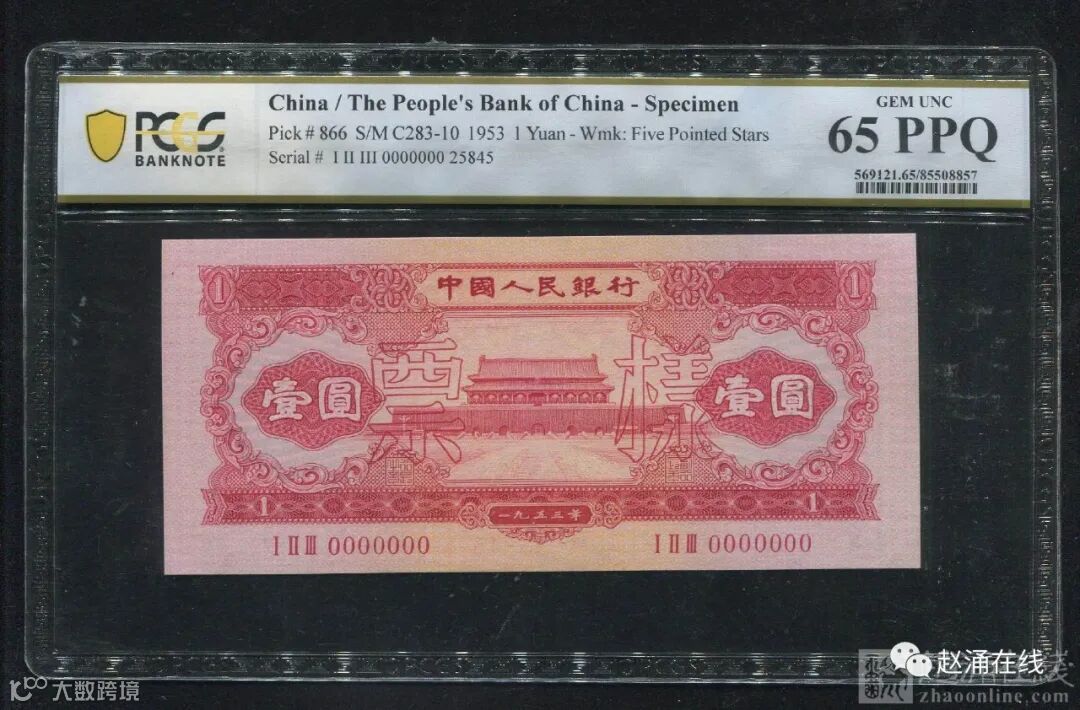 PCGS
BANKNOTE
China / The People's Bank of China - Specimen
Pick # 866 S/M C283-10 1953 1 Yuan - Wmk: Five Pointed Stars
Serial # I II III 0000000 25845
GEM UNC
65 PPQ
569121.65/85508857
1 中國人民銀行 1
票 樣
壹圓 壹圓
1 一九五三年 1
I II III 0000000 I II III 0000000
大数跨境
赵涌在线
zhaoonline.com